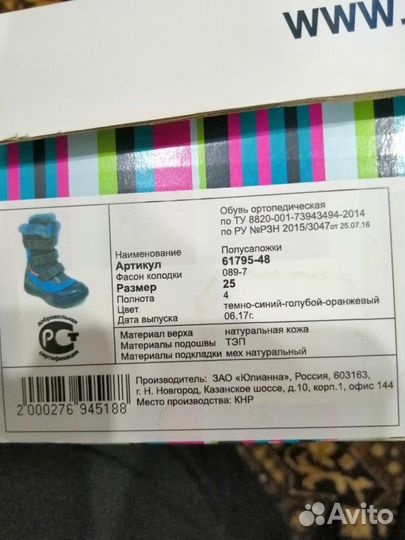 www.
Обувь ортопедическая
по ТУ 8820-001-73943494-2014
по РУ №РЗН 2015/3047от 25.07.16
Наименование Полусапожки
Артикул 61795-48
Фасон колодки 089-7
Размер 25
Полнота 4
Цвет темно-синий-голубой-оранжевый
Дата выпуска 06.17г.
добровольная
РСТ
сертификация
Материал верха натуральная кожа
Материалы подошвы ТЭП
Материалы подкладки мех натуральный
Производитель: ЗАО «Юлианна», Россия, 603163,
г. Н. Новгород, Казанское шоссе, д.10, корп.1, офис 144
Место производства: КНР
2 000276 945188
Avito